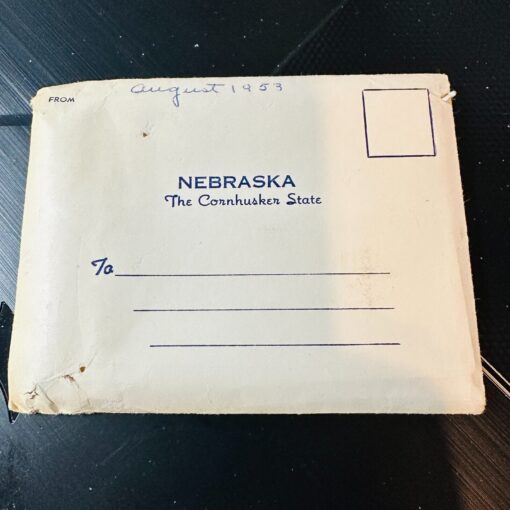 August 1953
FROM
NEBRASKA
The Cornhusker State
To